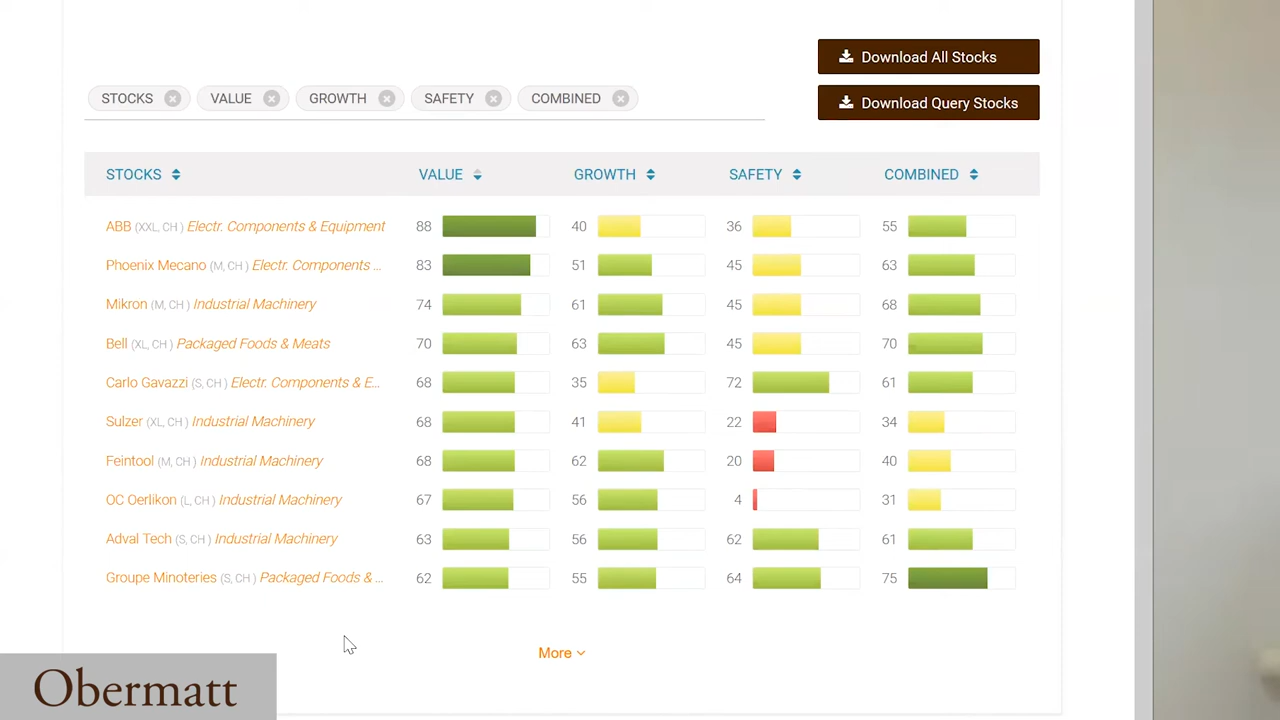 Download All Stocks
STOCKS VALUE GROWTH SAFETY COMBINED
Download Query Stocks
STOCKS VALUE GROWTH SAFETY COMBINED
ABB (XXL, CH ) Electr. Components & Equipment 88 40 36 55
Phoenix Mecano (M, CH ) Electr. Components ... 83 51 45 63
Mikron (M, CH ) Industrial Machinery 74 61 45 68
Bell (XL, CH ) Packaged Foods & Meats 70 63 45 70
Carlo Gavazzi (S, CH ) Electr. Components & E... 68 35 72 61
Sulzer (XL, CH ) Industrial Machinery 68 41 22 34
Feintool (M, CH ) Industrial Machinery 68 62 20 40
OC Oerlikon (L, CH ) Industrial Machinery 67 56 4 31
Adval Tech (S, CH ) Industrial Machinery 63 56 62 61
Groupe Minoteries (S, CH ) Packaged Foods & ... 62 55 64 75
More
Obermatt